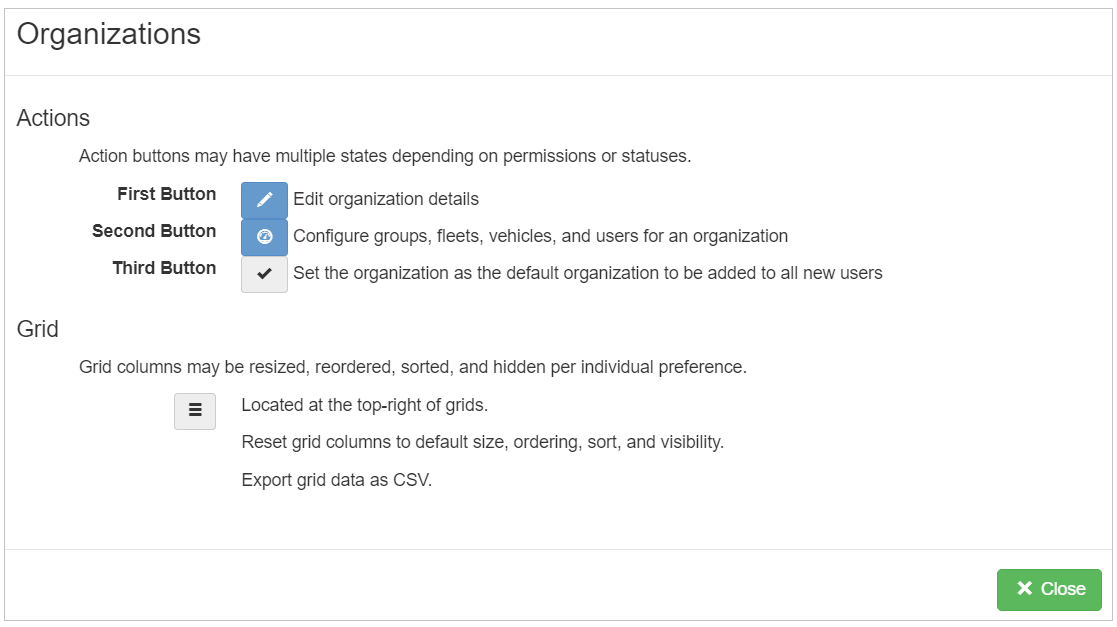 Organizations
Actions
Action buttons may have multiple states depending on permissions or statuses.
First Button Edit organization details
Second Button Configure groups, fleets, vehicles, and users for an organization
Third Button Set the organization as the default organization to be added to all new users
Grid
Grid columns may be resized, reordered, sorted, and hidden per individual preference.
Located at the top-right of grids.
Reset grid columns to default size, ordering, sort, and visibility.
Export grid data as CSV.
Close